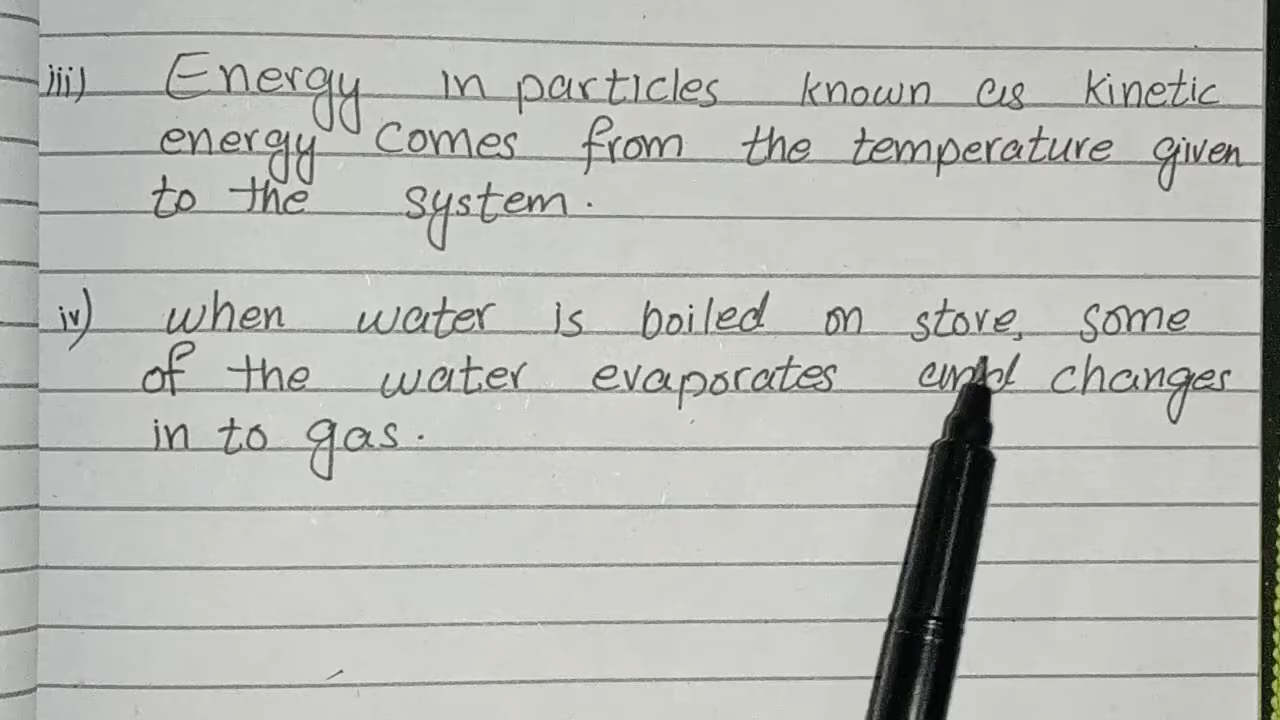 iii) Energy in particles known as kinetic
energy comes from the temperature given
to the system.
iv) when water is boiled on stove, some
of the water evaporates and changes
in to gas.